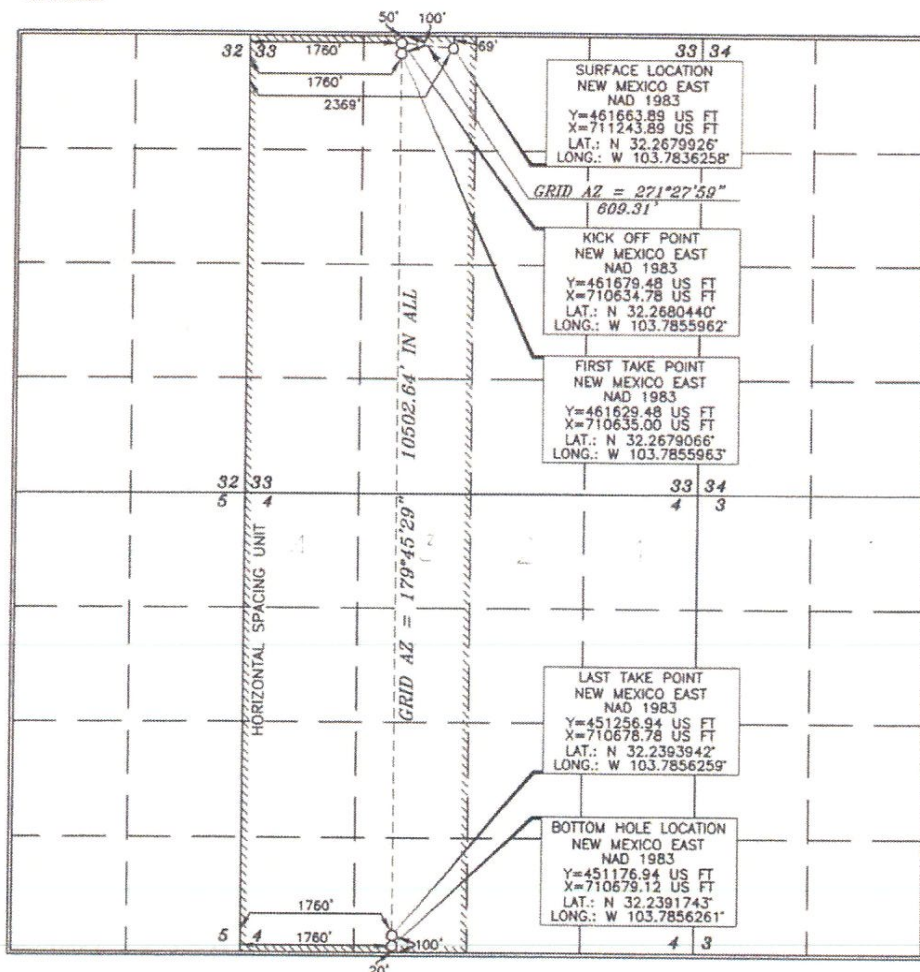 50' 100'
32 33 1760' 69' 33 34
1760'
2369'
SURFACE LOCATION
NEW MEXICO EAST
NAD 1983
Y=461663.89 US FT
X=711243.89 US FT
LAT.: N 32.2679926°
LONG.: W 103.7836258°
GRID AZ = 271°27'59"
609.31'
KICK OFF POINT
NEW MEXICO EAST
NAD 1983
Y=461679.48 US FT
X=710634.78 US FT
LAT.: N 32.2680440°
LONG.: W 103.7855962°
FIRST TAKE POINT
NEW MEXICO EAST
NAD 1983
Y=461629.48 US FT
X=710635.00 US FT
LAT.: N 32.2679066°
LONG.: W 103.7855963°
GRID AZ = 179°45'29" 10502.64' IN ALL
32 33 33 34
5 4 4 3
HORIZONTAL SPACING UNIT
LAST TAKE POINT
NEW MEXICO EAST
NAD 1983
Y=451256.94 US FT
X=710678.78 US FT
LAT.: N 32.2393942°
LONG.: W 103.7856259°
BOTTOM HOLE LOCATION
NEW MEXICO EAST
NAD 1983
Y=451176.94 US FT
X=710679.12 US FT
LAT.: N 32.2391743°
LONG.: W 103.7856261°
1760'
5 4 1760' 100' 4 3
20'